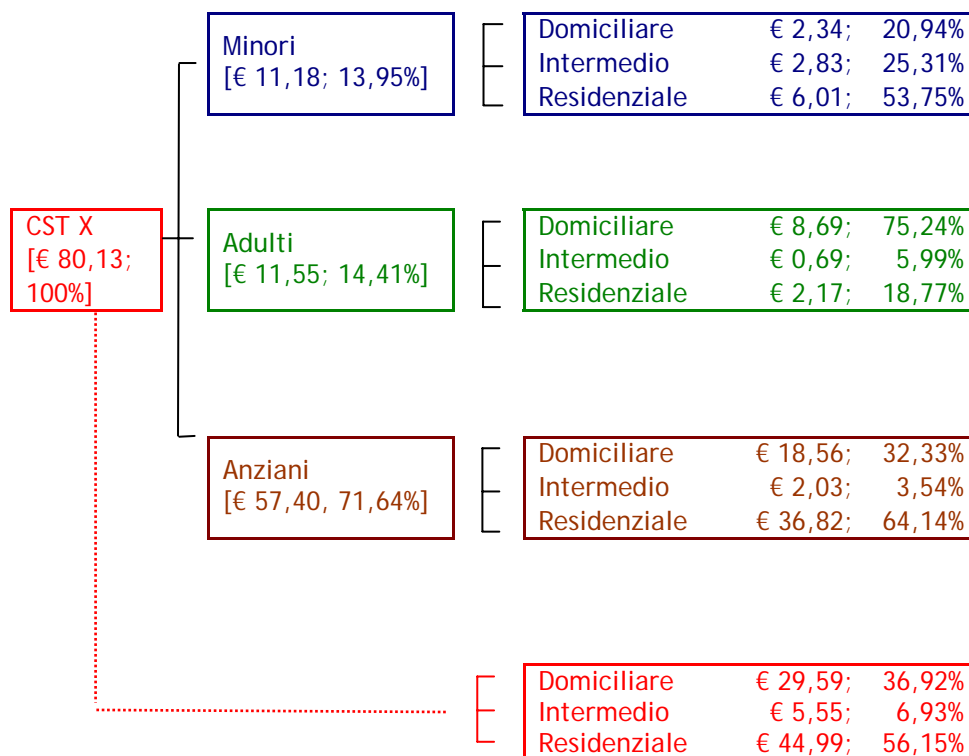 Minori
[€ 11,18; 13,95%]
Domiciliare € 2,34; 20,94%
Intermedio € 2,83; 25,31%
Residenziale € 6,01; 53,75%
CST X
[€ 80,13;
100%]
Adulti
[€ 11,55; 14,41%]
Domiciliare € 8,69; 75,24%
Intermedio € 0,69; 5,99%
Residenziale € 2,17; 18,77%
Anziani
[€ 57,40, 71,64%]
Domiciliare € 18,56; 32,33%
Intermedio € 2,03; 3,54%
Residenziale € 36,82; 64,14%
Domiciliare € 29,59; 36,92%
Intermedio € 5,55; 6,93%
Residenziale € 44,99; 56,15%